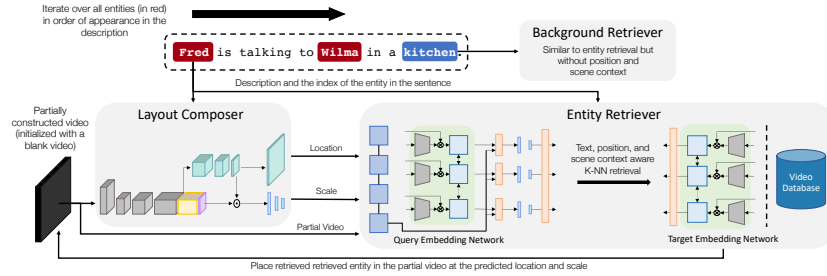 Iterate over all entities (in red)
in order of appearance in the
description
Fred is talking to Wilma in a kitchen.
Background Retriever
Similar to entity retrieval but
without position and
scene context
Description and the index of the entity in the sentence
Partially
constructed video
(initialized with a
blank video)
Layout Composer
Entity Retriever
Location
Scale
Partial Video
Text, position, and
scene context aware
K-NN retrieval
Video
Database
Query Embedding Network
Target Embedding Network
Place retrieved retrieved entity in the partial video at the predicted location and scale